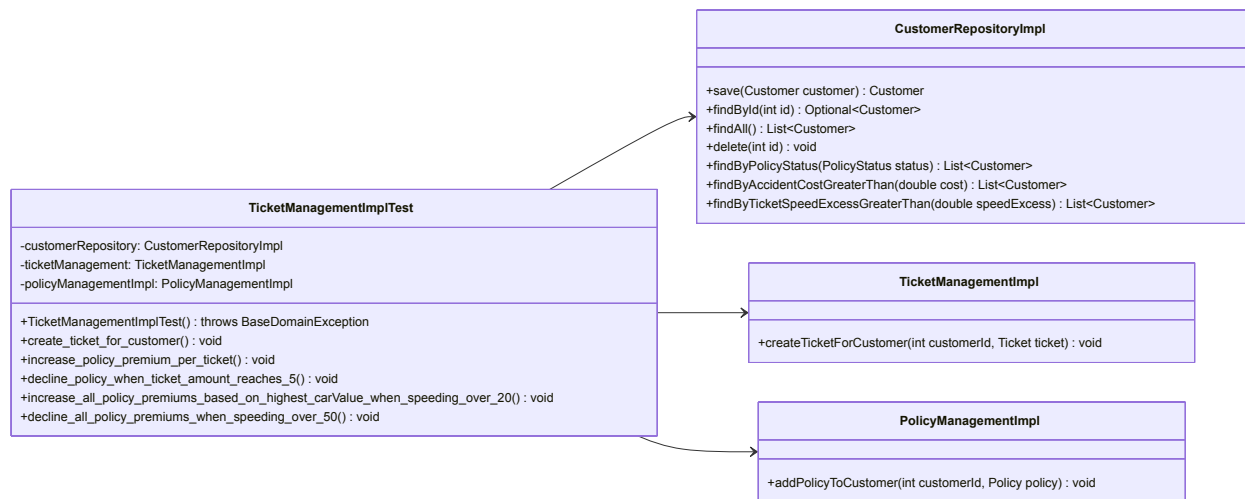 CustomerRepositoryImpl
+save(Customer customer) : Customer
+findById(int id) : Optional<Customer>
+findAll() : List<Customer>
+delete(int id) : void
+findByPolicyStatus(PolicyStatus status) : List<Customer>
+findByAccidentCostGreaterThan(double cost) : List<Customer>
+findByTicketSpeedExcessGreaterThan(double speedExcess) : List<Customer>
TicketManagementImplTest
-customerRepository: CustomerRepositoryImpl
-ticketManagement: TicketManagementImpl
-policyManagementImpl: PolicyManagementImpl
+TicketManagementImplTest() : throws BaseDomainException
+create_ticket_for_customer() : void
+increase_policy_premium_per_ticket() : void
+decline_policy_when_ticket_amount_reaches_5() : void
+increase_all_policy_premiums_based_on_highest_carValue_when_speeding_over_20() : void
+decline_all_policy_premiums_when_speeding_over_50() : void
TicketManagementImpl
+createTicketForCustomer(int customerId, Ticket ticket) : void
PolicyManagementImpl
+addPolicyToCustomer(int customerId, Policy policy) : void